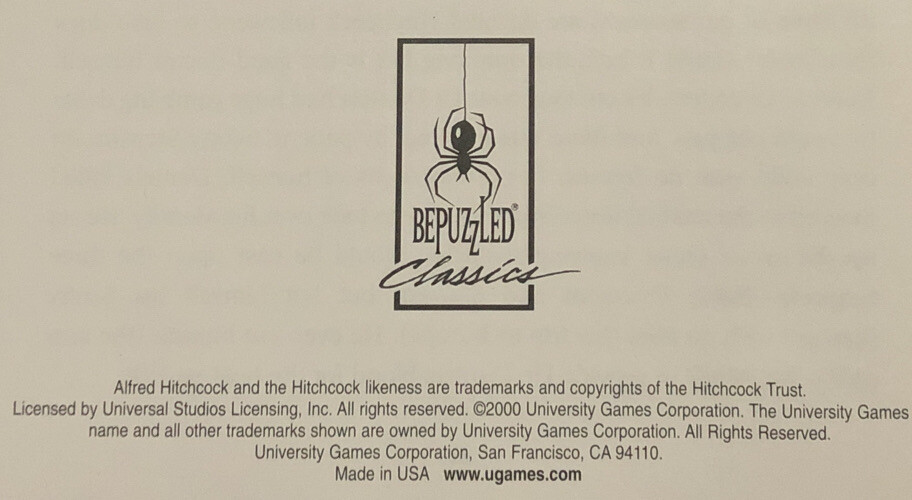 BEPUZZLED®
Classics
Alfred Hitchcock and the Hitchcock likeness are trademarks and copyrights of the Hitchcock Trust.
Licensed by Universal Studios Licensing, Inc. All rights reserved. ©2000 University Games Corporation. The University Games
name and all other trademarks shown are owned by University Games Corporation. All Rights Reserved.
University Games Corporation, San Francisco, CA 94110.
Made in USA www.ugames.com